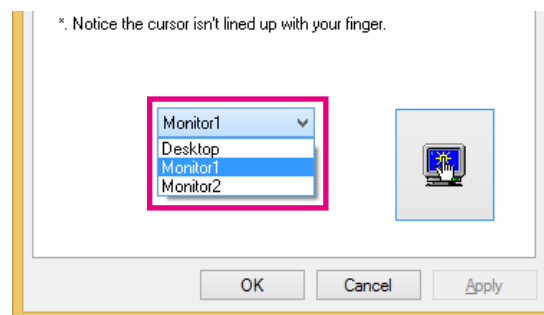 *. Notice the cursor isn't lined up with your finger.
Monitor1
Desktop
Monitor1
Monitor2
OK
Cancel
Apply